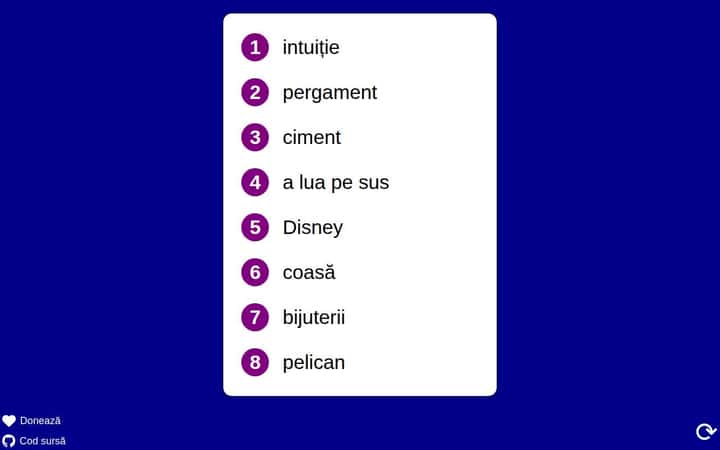 1 intuiție
2 pergament
3 ciment
4 a lua pe sus
5 Disney
6 coasă
7 bijuterii
8 pelican
Donează
Cod sursă